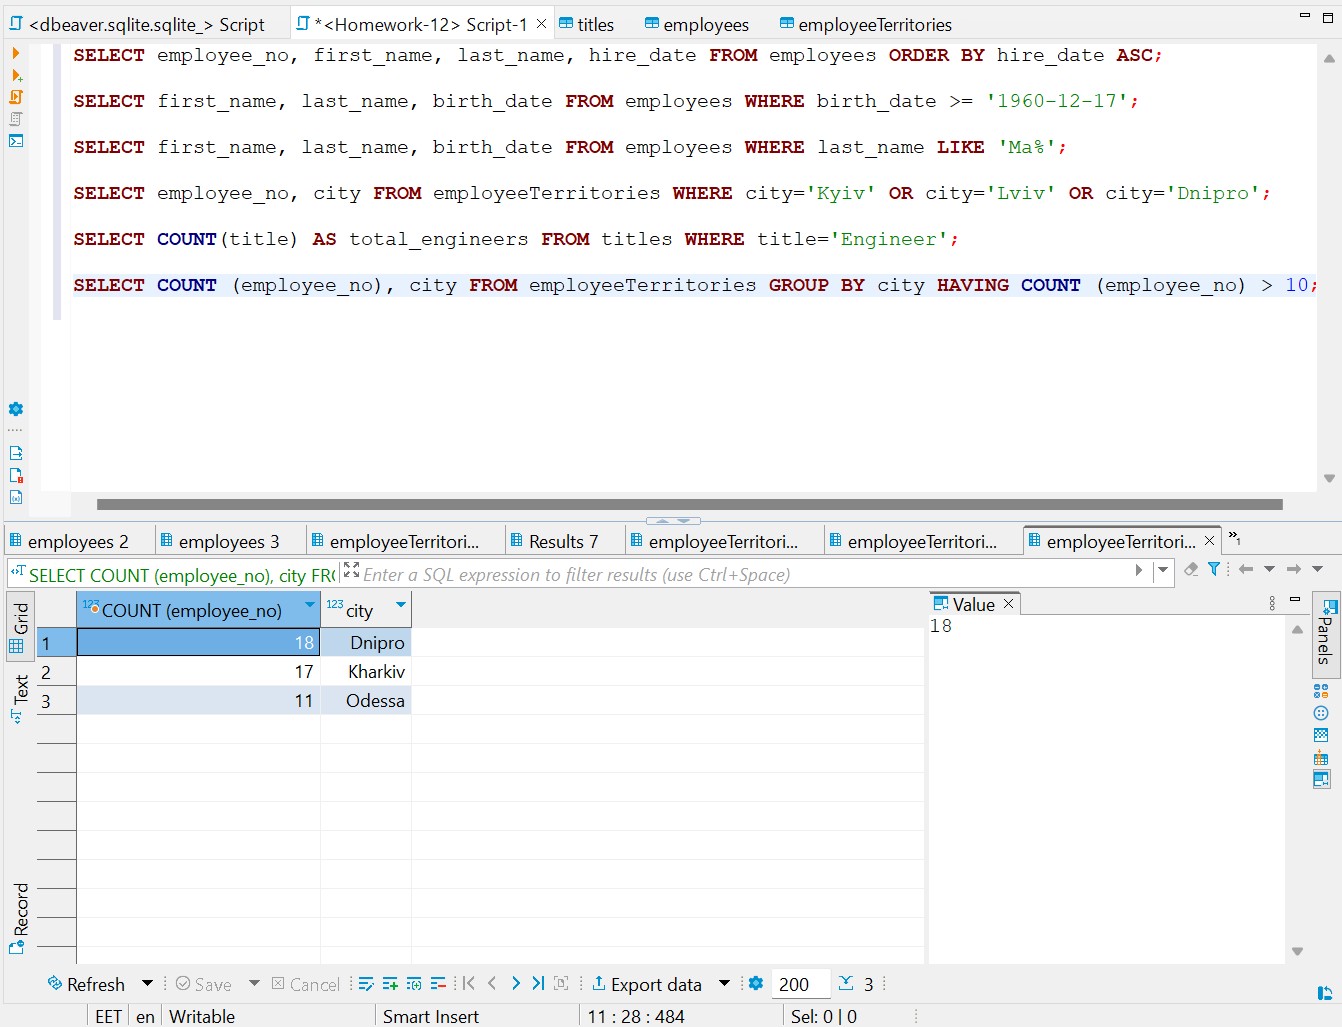 <dbeaver.sqlite.sqlite_> Script
*<Homework-12> Script-1
titles
employees
employeeTerritories
SELECT employee_no, first_name, last_name, hire_date FROM employees ORDER BY hire_date ASC;
SELECT first_name, last_name, birth_date FROM employees WHERE birth_date >= '1960-12-17';
SELECT first_name, last_name, birth_date FROM employees WHERE last_name LIKE 'Ma%';
SELECT employee_no, city FROM employeeTerritories WHERE city='Kyiv' OR city='Lviv' OR city='Dnipro';
SELECT COUNT(title) AS total_engineers FROM titles WHERE title='Engineer';
SELECT COUNT (employee_no), city FROM employeeTerritories GROUP BY city HAVING COUNT (employee_no) > 10;
employees 2
employees 3
employeeTerritori...
Results 7
employeeTerritori...
employeeTerritori...
employeeTerritori...
»1
SELECT COUNT (employee_no), city FR
Enter a SQL expression to filter results (use Ctrl+Space)
Grid
Text
Record
123 COUNT (employee_no)
123 city
1 18 Dnipro
2 17 Kharkiv
3 11 Odessa
Value
18
Panels
Refresh
Save
Cancel
Export data
200
3
EET
en
Writable
Smart Insert
11 : 28 : 484
Sel: 0 | 0